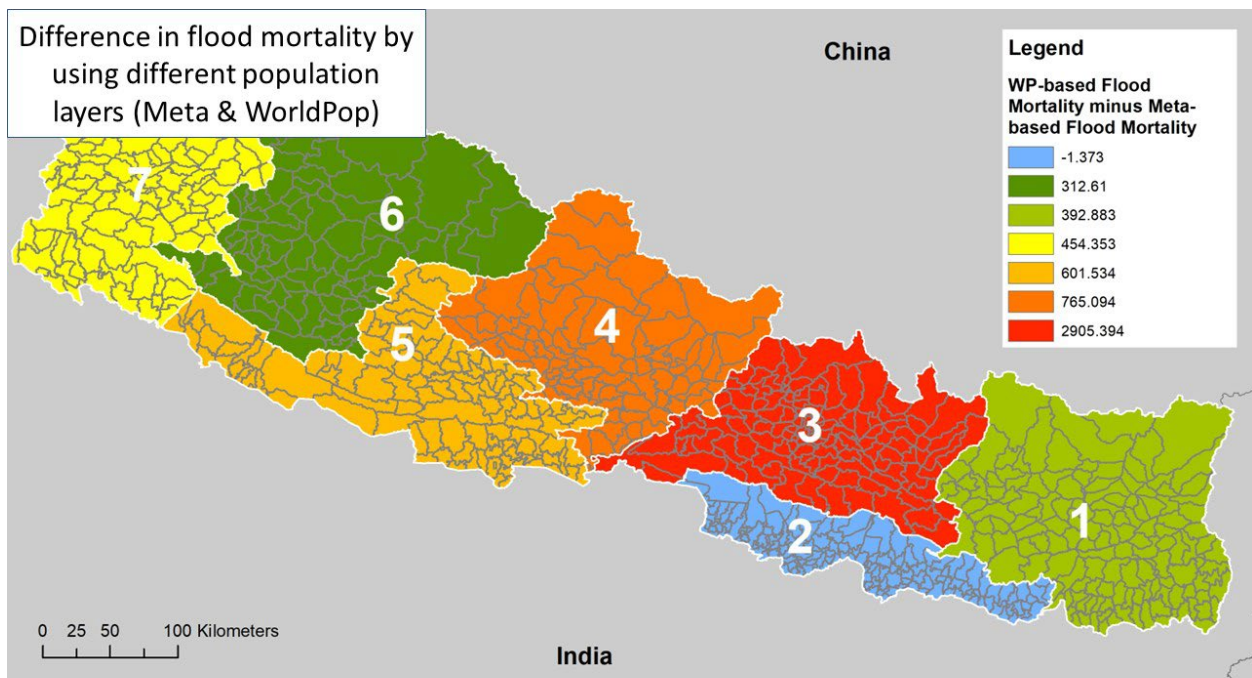 Difference in flood mortality by
using different population
layers (Meta & WorldPop)
China
Legend
WP-based Flood
Mortality minus Meta-
based Flood Mortality
-1.373
312.61
392.883
454.353
601.534
765.094
2905.394
7
6
5
4
3
2
1
0 25 50 100 Kilometers
India